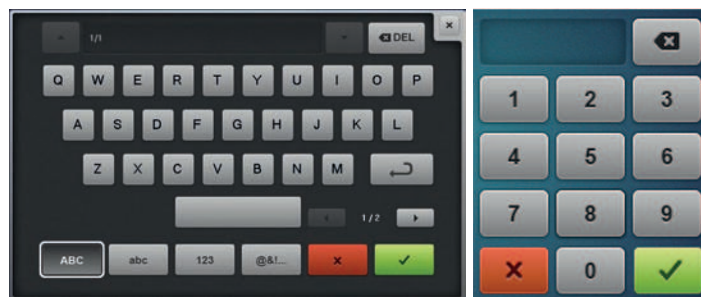 1/1 DEL
Q W E R T Y U I O P
A S D F G H J K L
Z X C V B N M
1/2
ABC abc 123 @&!...
1 2 3
4 5 6
7 8 9
0